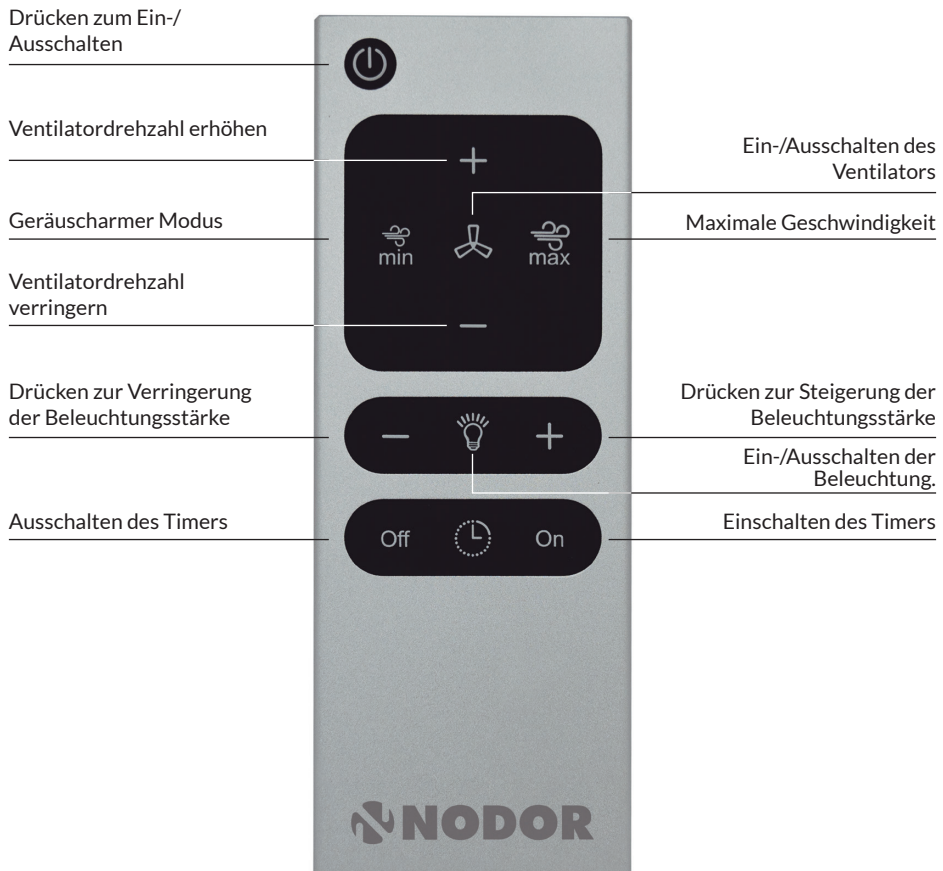 Drücken zum Ein-/
Ausschalten
Ventilatordrehzahl erhöhen
Ein-/Ausschalten des
Ventilators
Geräuscharmer Modus
Maximale Geschwindigkeit
min
max
Ventilatordrehzahl
verringern
Drücken zur Verringerung
der Beleuchtungsstärke
Drücken zur Steigerung der
Beleuchtungsstärke
Ein-/Ausschalten der
Beleuchtung.
Ausschalten des Timers
Off
On
Einschalten des Timers
NODOR